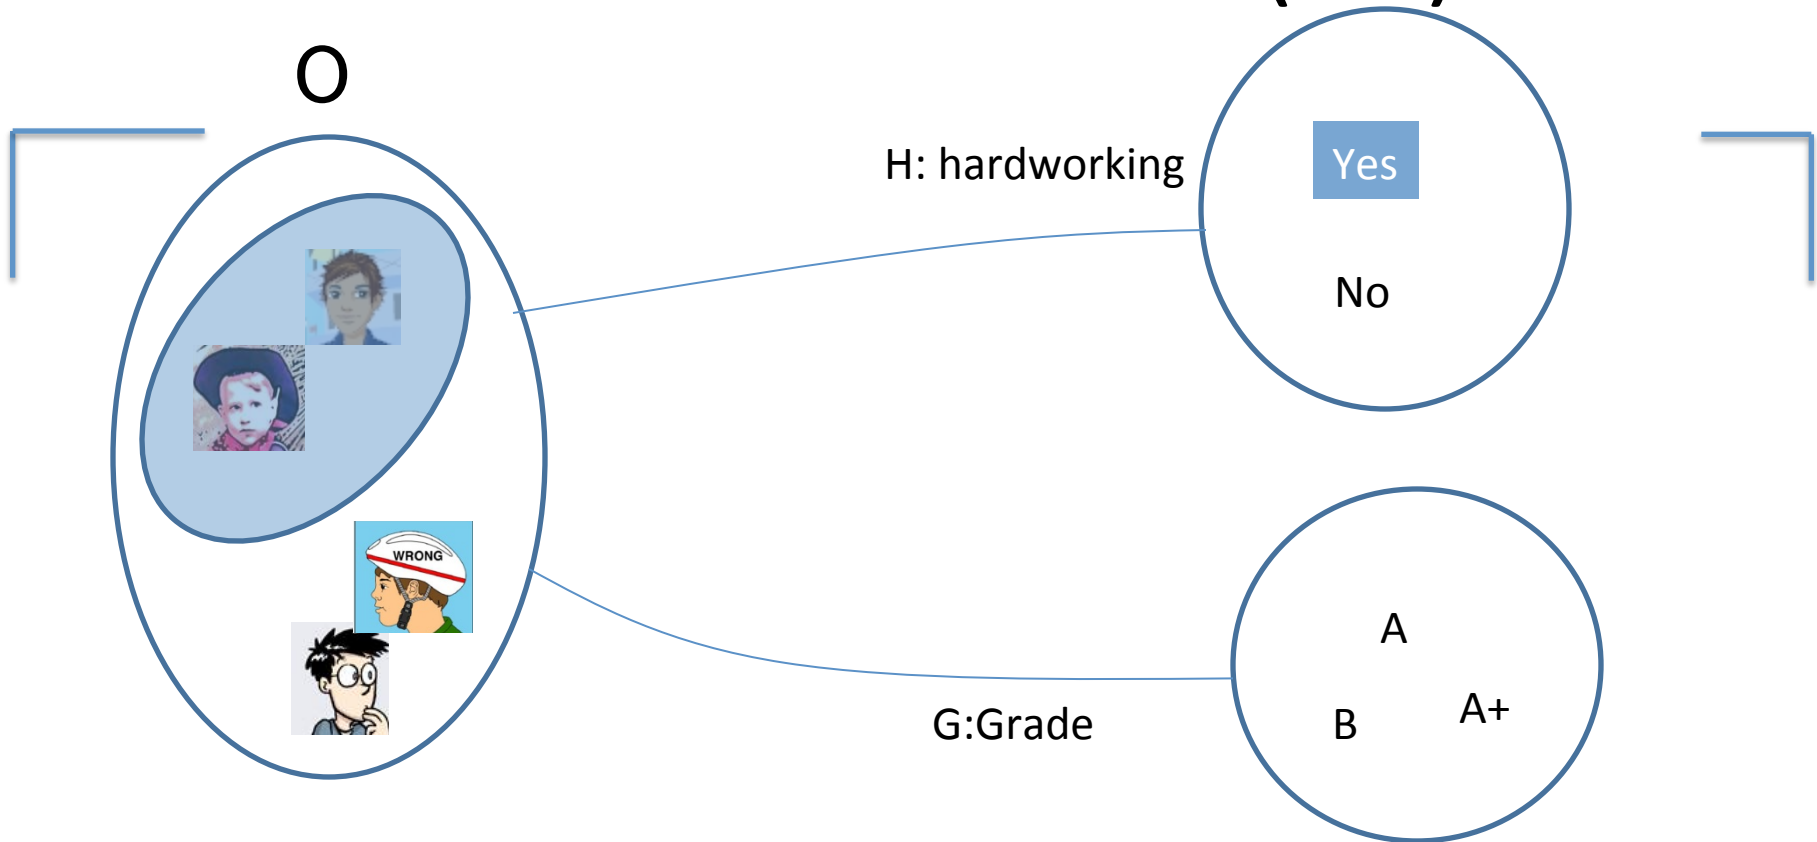 O
H: hardworking
Yes
No
WRONG
A
A+
B
G:Grade